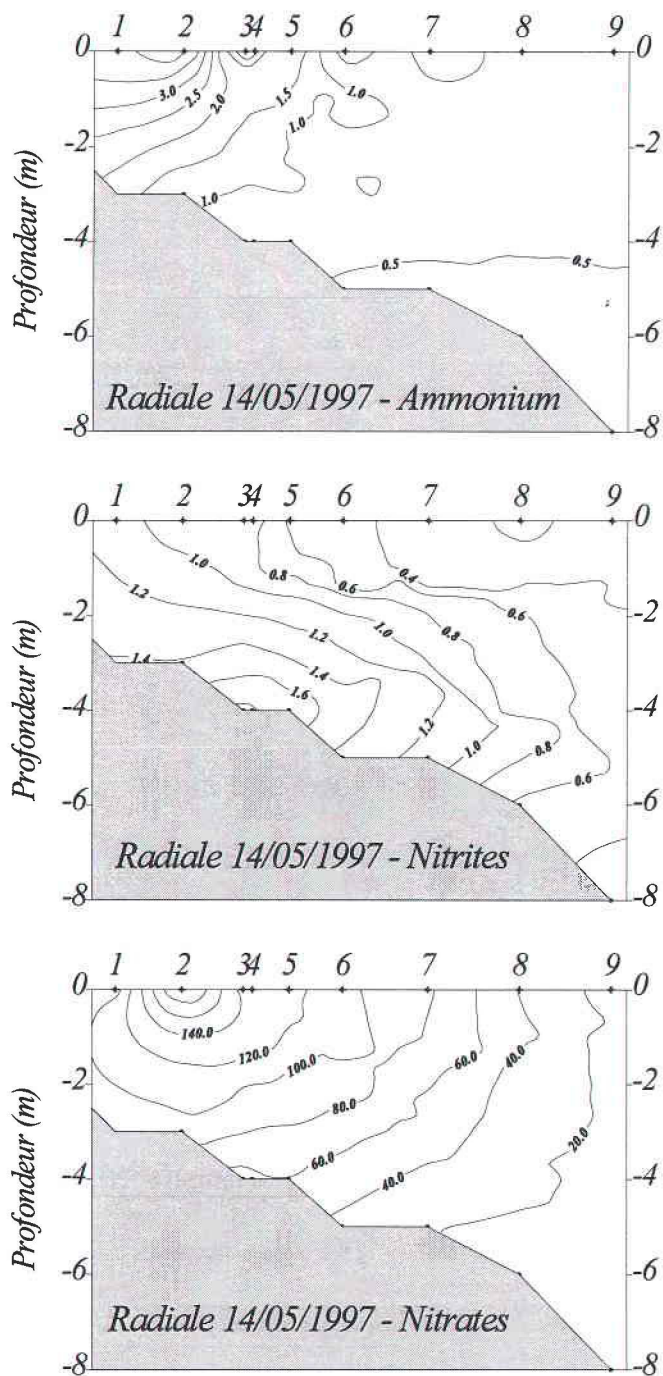 1 2 3 4 5 6 7 8 9
0 0
3.0 2.5 2.0 1.5 1.0
1.0
-2 -2
1.0
-4 -4
0.5 0.5
-6 -6
-8 -8
Profondeur (m)
Radiale 14/05/1997 - Ammonium
1 2 3 4 5 6 7 8 9
0 0
1.0 0.8 0.6 0.4
1.2 0.6
-2 -2
1.2 1.0 0.8
1.4 1.4
1.6
-4 -4
1.2 1.0 0.8
0.6
-6 -6
-8 -8
Profondeur (m)
Radiale 14/05/1997 - Nitrites
1 2 3 4 5 6 7 8 9
0 0
140.0
120.0
100.0 60.0 40.0
-2 -2
80.0
20.0
60.0
-4 -4
40.0
-6 -6
-8 -8
Profondeur (m)
Radiale 14/05/1997 - Nitrates